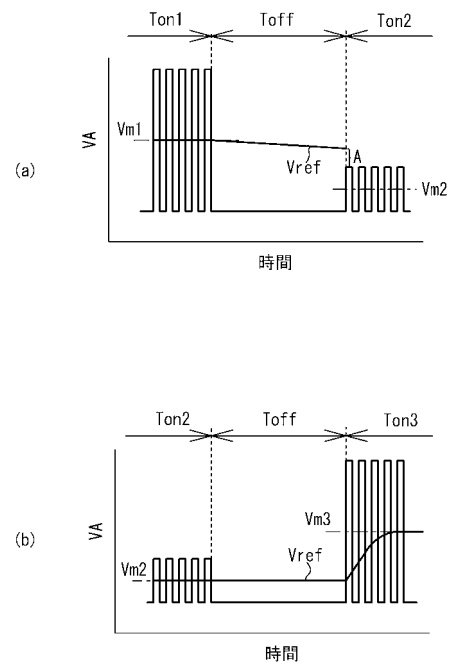 Ton1 Toff Ton2
Vm1
VA
Vref
A
Vm2
(a)
時間
Ton2 Toff Ton3
Vm3
VA
Vref
Vm2
(b)
時間